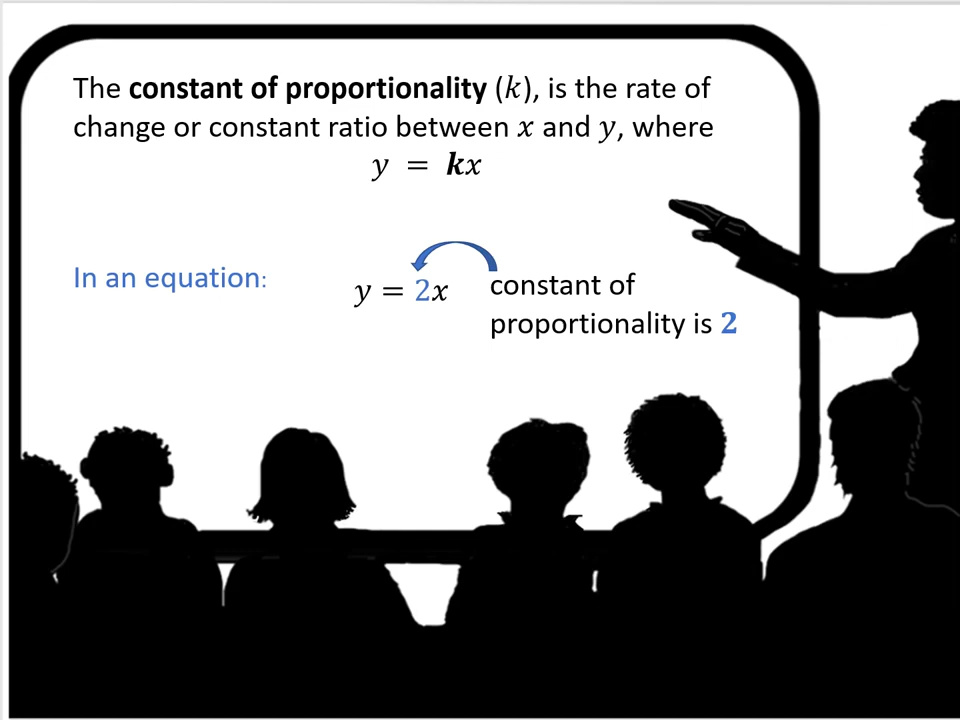 The constant of proportionality (k), is the rate of
change or constant ratio between x and y, where
y = kx
In an equation:
y = 2x
constant of
proportionality is 2